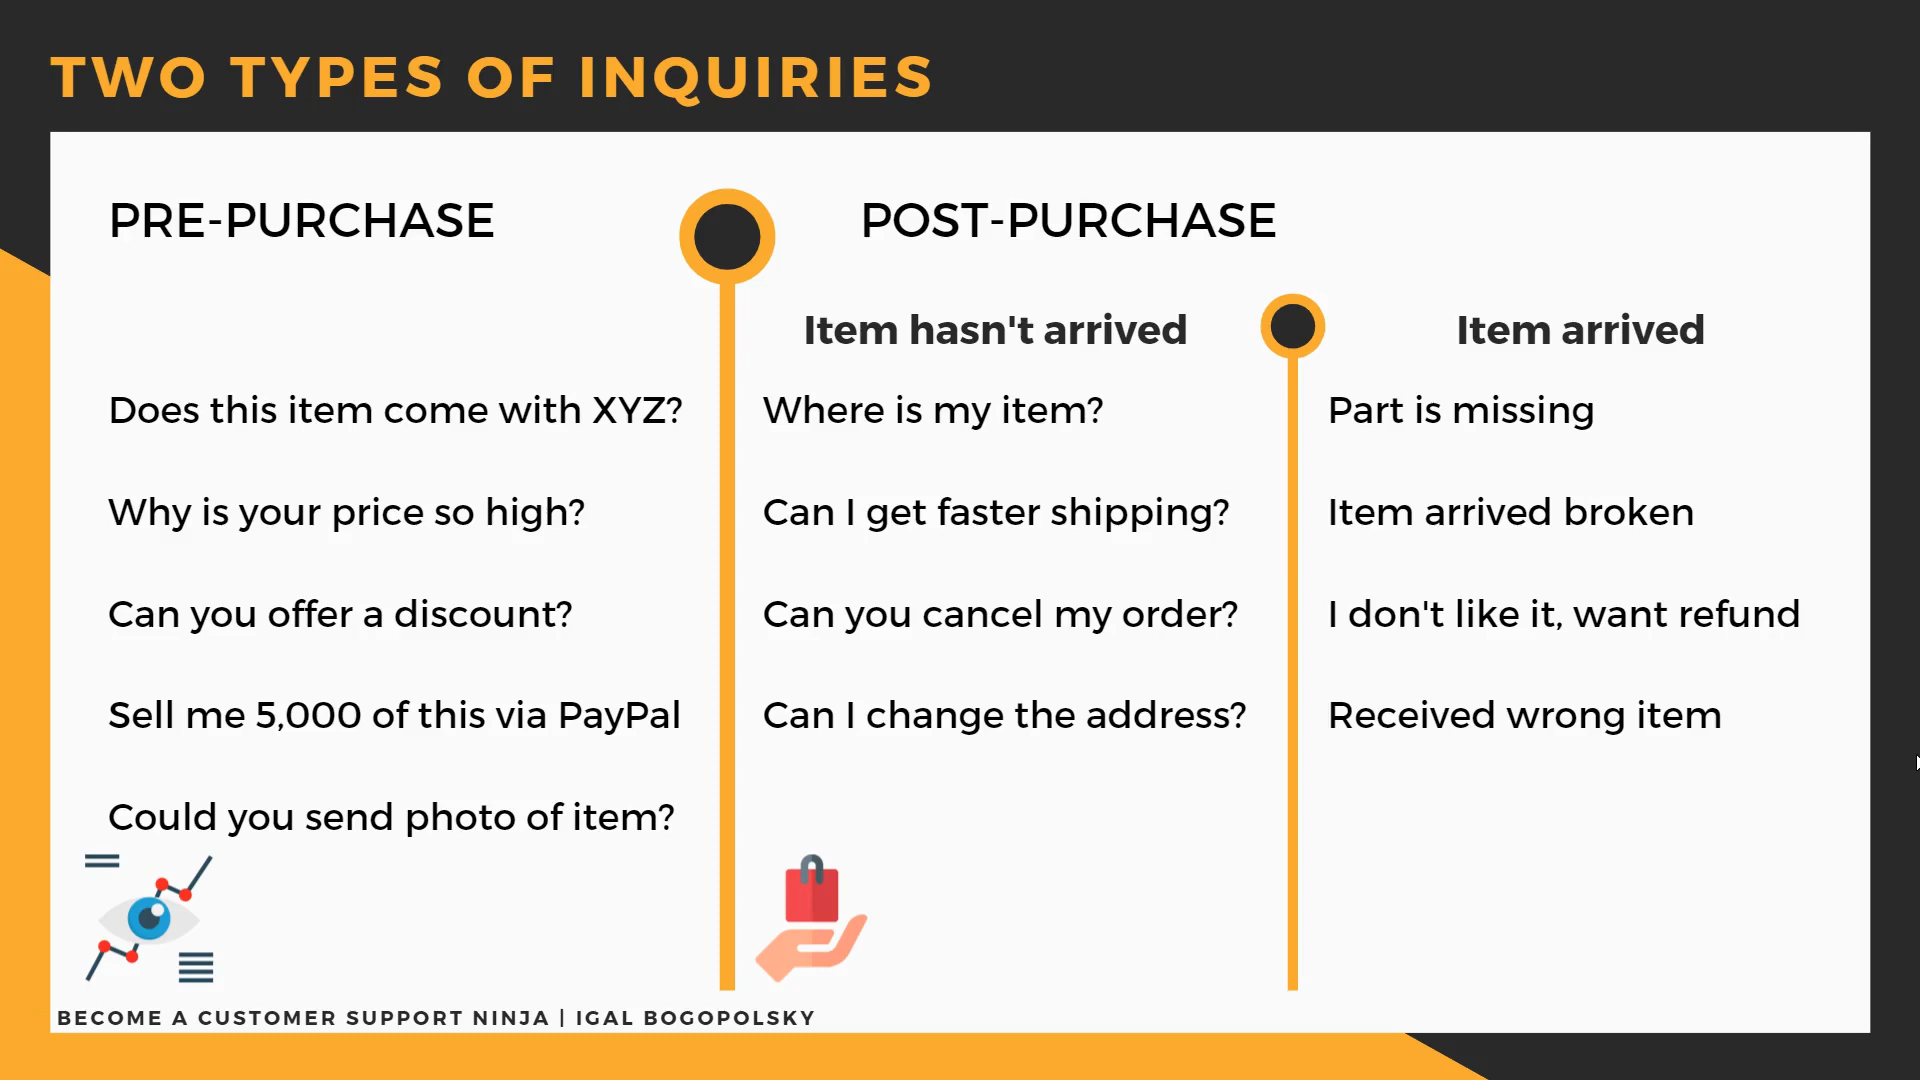 TWO TYPES OF INQUIRIES
PRE-PURCHASE
Does this item come with XYZ?
Why is your price so high?
Can you offer a discount?
Sell me 5,000 of this via PayPal
Could you send photo of item?
POST-PURCHASE
Item hasn't arrived
Where is my item?
Can I get faster shipping?
Can you cancel my order?
Can I change the address?
Item arrived
Part is missing
Item arrived broken
I don't like it, want refund
Received wrong item
BECOME A CUSTOMER SUPPORT NINJA | IGAL BOGOPOLSKY